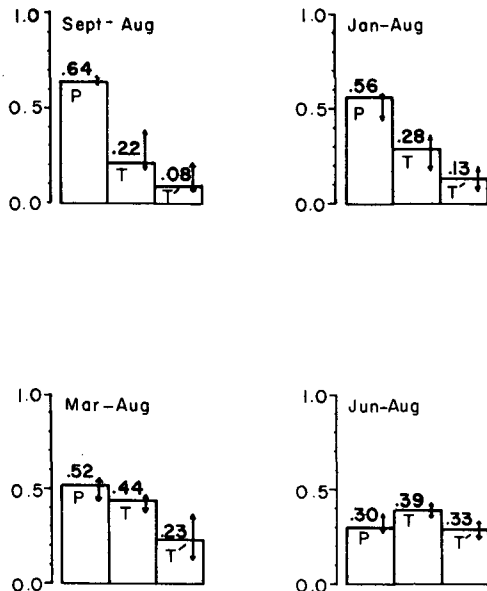 1.0
Sept-Aug
.64
P
0.5
.22
T
.08
T′
0.0
1.0
Jan-Aug
.56
P
0.5
.28
T
.13
T′
0.0
1.0
Mar-Aug
.52
P
0.5
.44
T
.23
T′
0.0
1.0
Jun-Aug
0.5
.30
P
.39
T
.33
T′
0.0